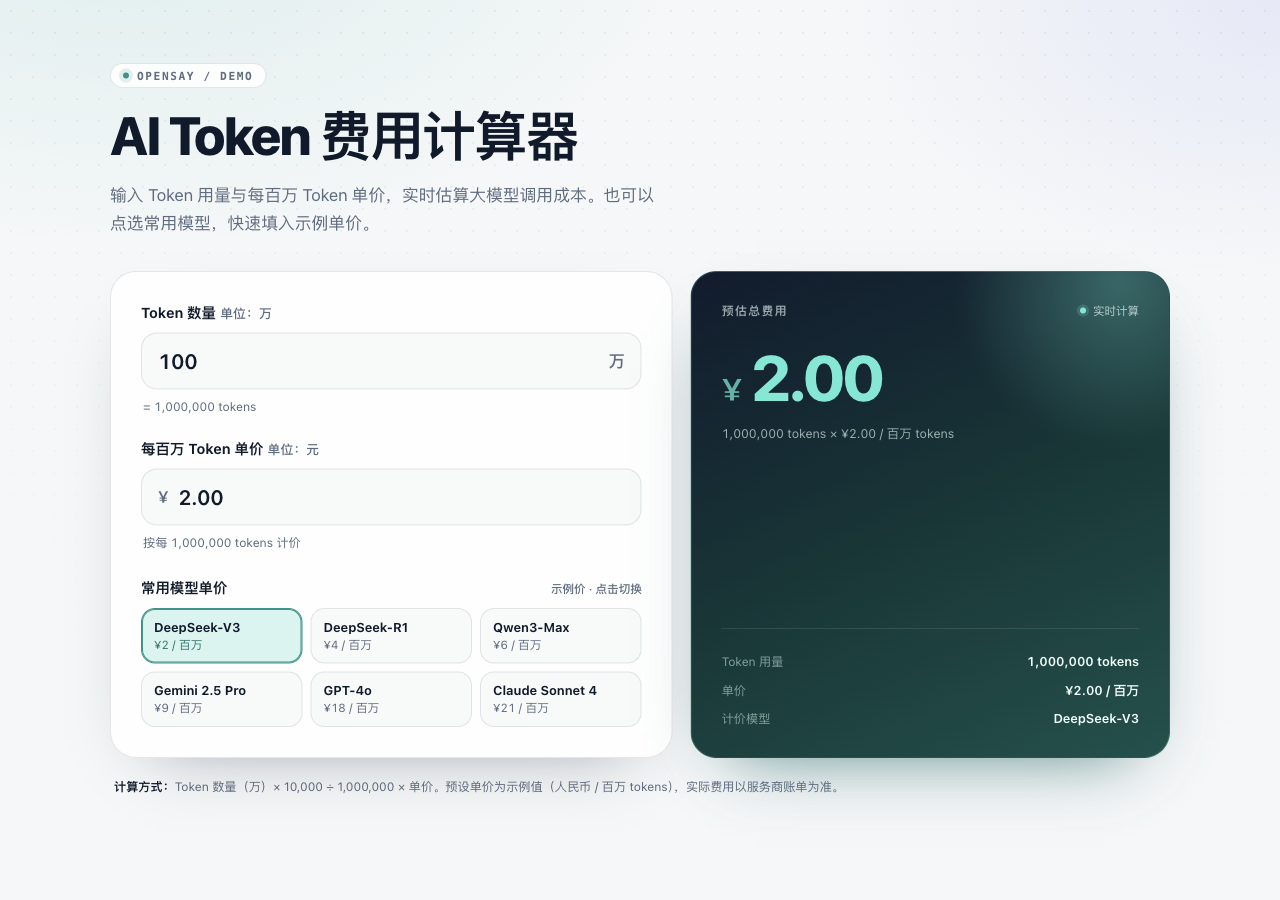 OPENSAY / DEMO
AI Token 费用计算器
输入 Token 用量与每百万 Token 单价，实时估算大模型调用成本。也可以
点选常用模型，快速填入示例单价。
Token 数量 单位：万
100 万
= 1,000,000 tokens
每百万 Token 单价 单位：元
¥ 2.00
按每 1,000,000 tokens 计价
常用模型单价 示例价 · 点击切换
DeepSeek-V3
¥2 / 百万
DeepSeek-R1
¥4 / 百万
Qwen3-Max
¥6 / 百万
Gemini 2.5 Pro
¥9 / 百万
GPT-4o
¥18 / 百万
Claude Sonnet 4
¥21 / 百万
预估总费用 实时计算
¥ 2.00
1,000,000 tokens × ¥2.00 / 百万 tokens
Token 用量 1,000,000 tokens
单价 ¥2.00 / 百万
计价模型 DeepSeek-V3
计算方式：Token 数量（万）× 10,000 ÷ 1,000,000 × 单价。预设单价为示例值（人民币 / 百万 tokens），实际费用以服务商账单为准。